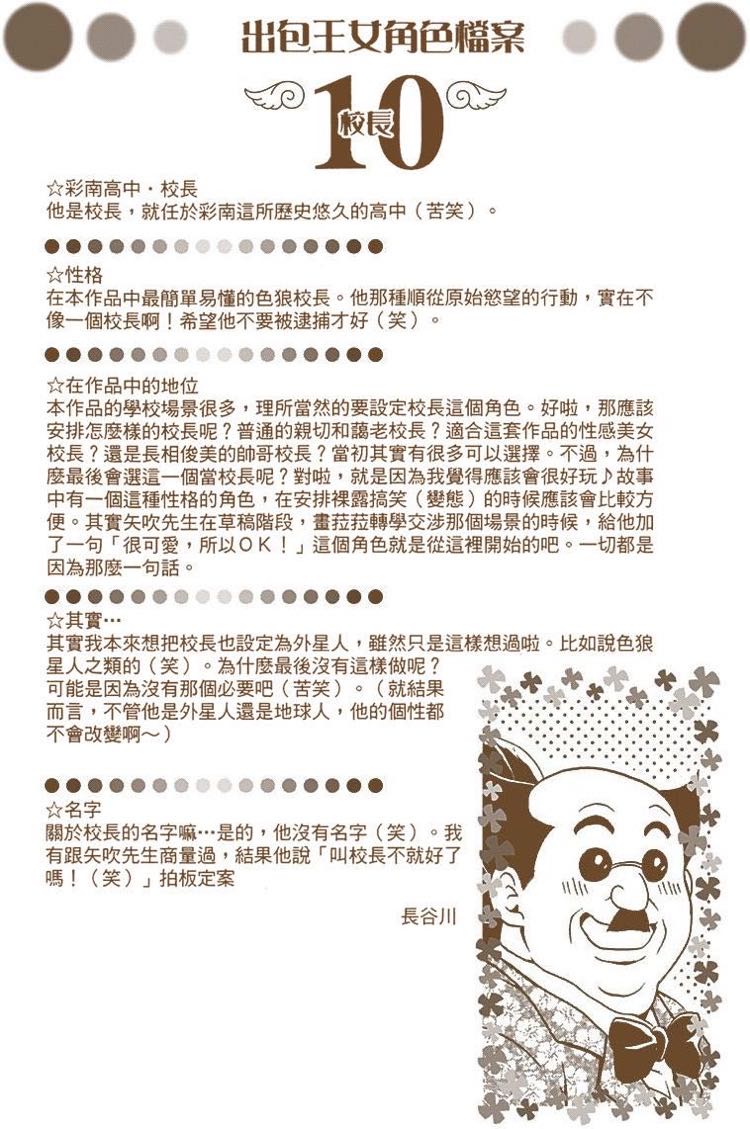 出包王女角色檔案
10
校長
☆彩南高中・校長
他是校長，就任於彩南這所歷史悠久的高中（苦笑）。
☆性格
在本作品中最簡單易懂的色狼校長。他那種順從原始慾望的行動，實在不
像一個校長啊！希望他不要被逮捕才好（笑）。
☆在作品中的地位
本作品的學校場景很多，理所當然的要設定校長這個角色。好啦，那應該
安排怎麼樣的校長呢？普通的親切和藹老校長？適合這套作品的性感美女
校長？還是長相俊美的帥哥校長？當初其實有很多可以選擇。不過，為什
麼最後會選這一個當校長呢？對啦，就是因為我覺得應該會很好玩♪故事
中有一個這種性格的角色，在安排裸露搞笑（變態）的時候應該會比較方
便。其實矢吹先生在草稿階段，畫菈菈轉學交涉那個場景的時候，給他加
了一句「很可愛，所以ＯＫ！」這個角色就是從這裡開始的吧。一切都是
因為那麼一句話。
☆其實…
其實我本來想把校長也設定為外星人，雖然只是這樣想過啦。比如說色狼
星人之類的（笑）。為什麼最後沒有這樣做呢？
可能是因為沒有那個必要吧（苦笑）。（就結果
而言，不管他是外星人還是地球人，他的個性都
不會改變啊～）
☆名字
關於校長的名字嘛…是的，他沒有名字（笑）。我
有跟矢吹先生商量過，結果他說「叫校長不就好了
嗎！（笑）」拍板定案
長谷川